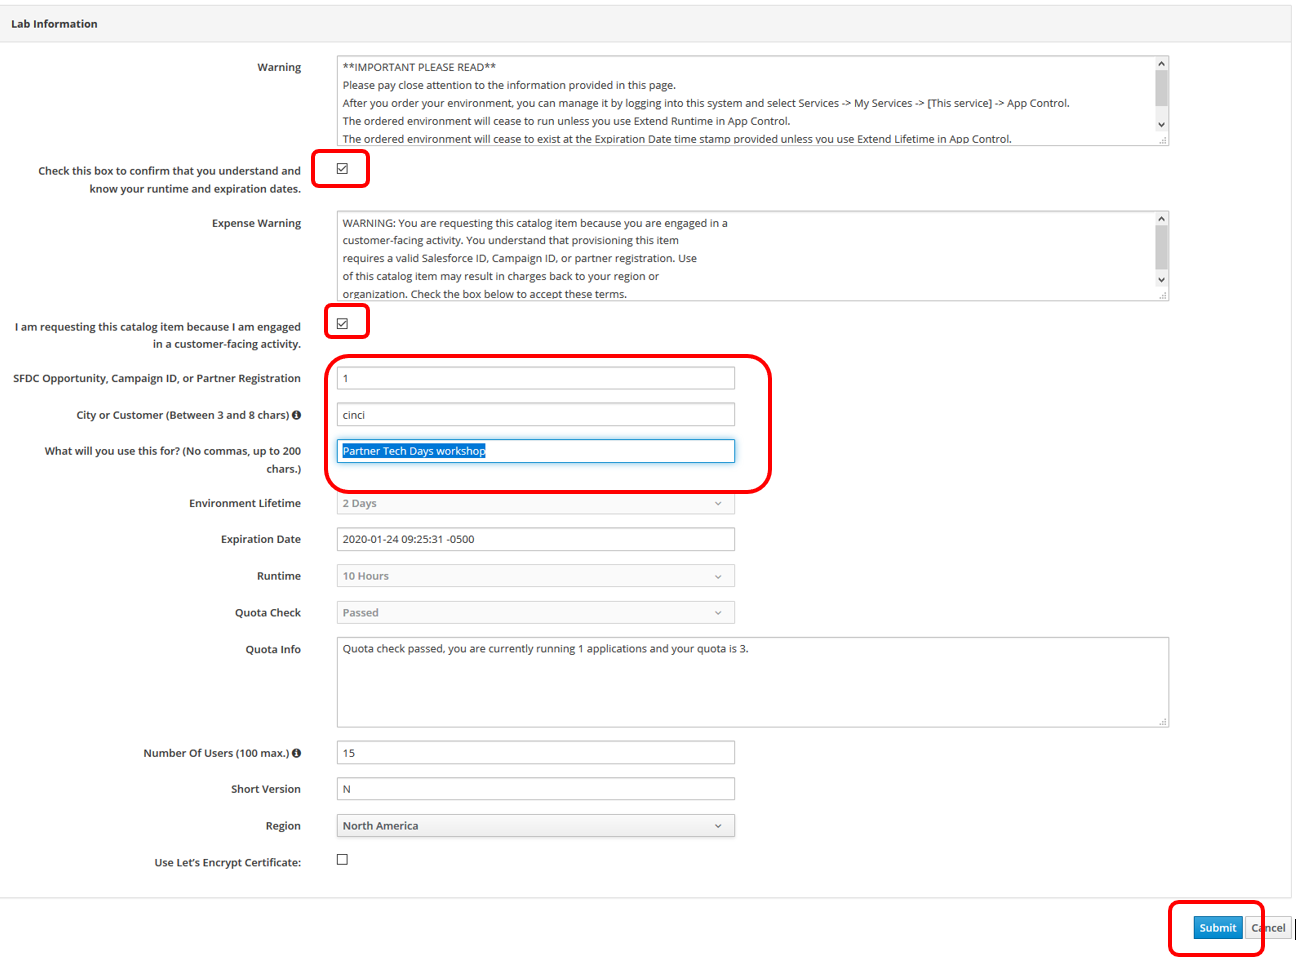 Lab Information
Warning
**IMPORTANT PLEASE READ**
Please pay close attention to the information provided in this page.
After you order your environment, you can manage it by logging into this system and select Services -> My Services -> [This service] -> App Control.
The ordered environment will cease to run unless you use Extend Runtime in App Control.
The ordered environment will cease to exist at the Expiration Date time stamp provided unless you use Extend Lifetime in App Control.
Check this box to confirm that you understand and
know your runtime and expiration dates.
Expense Warning
WARNING: You are requesting this catalog item because you are engaged in a
customer-facing activity. You understand that provisioning this item
requires a valid Salesforce ID, Campaign ID, or partner registration. Use
of this catalog item may result in charges back to your region or
organization. Check the box below to accept these terms.
I am requesting this catalog item because I am engaged
in a customer-facing activity.
SFDC Opportunity, Campaign ID, or Partner Registration
1
City or Customer (Between 3 and 8 chars)
cinci
What will you use this for? (No commas, up to 200
chars.)
Partner Tech Days workshop
Environment Lifetime
2 Days
Expiration Date
2020-01-24 09:25:31 -0500
Runtime
10 Hours
Quota Check
Passed
Quota Info
Quota check passed, you are currently running 1 applications and your quota is 3.
Number Of Users (100 max.)
15
Short Version
N
Region
North America
Use Let's Encrypt Certificate:
Submit
Cancel